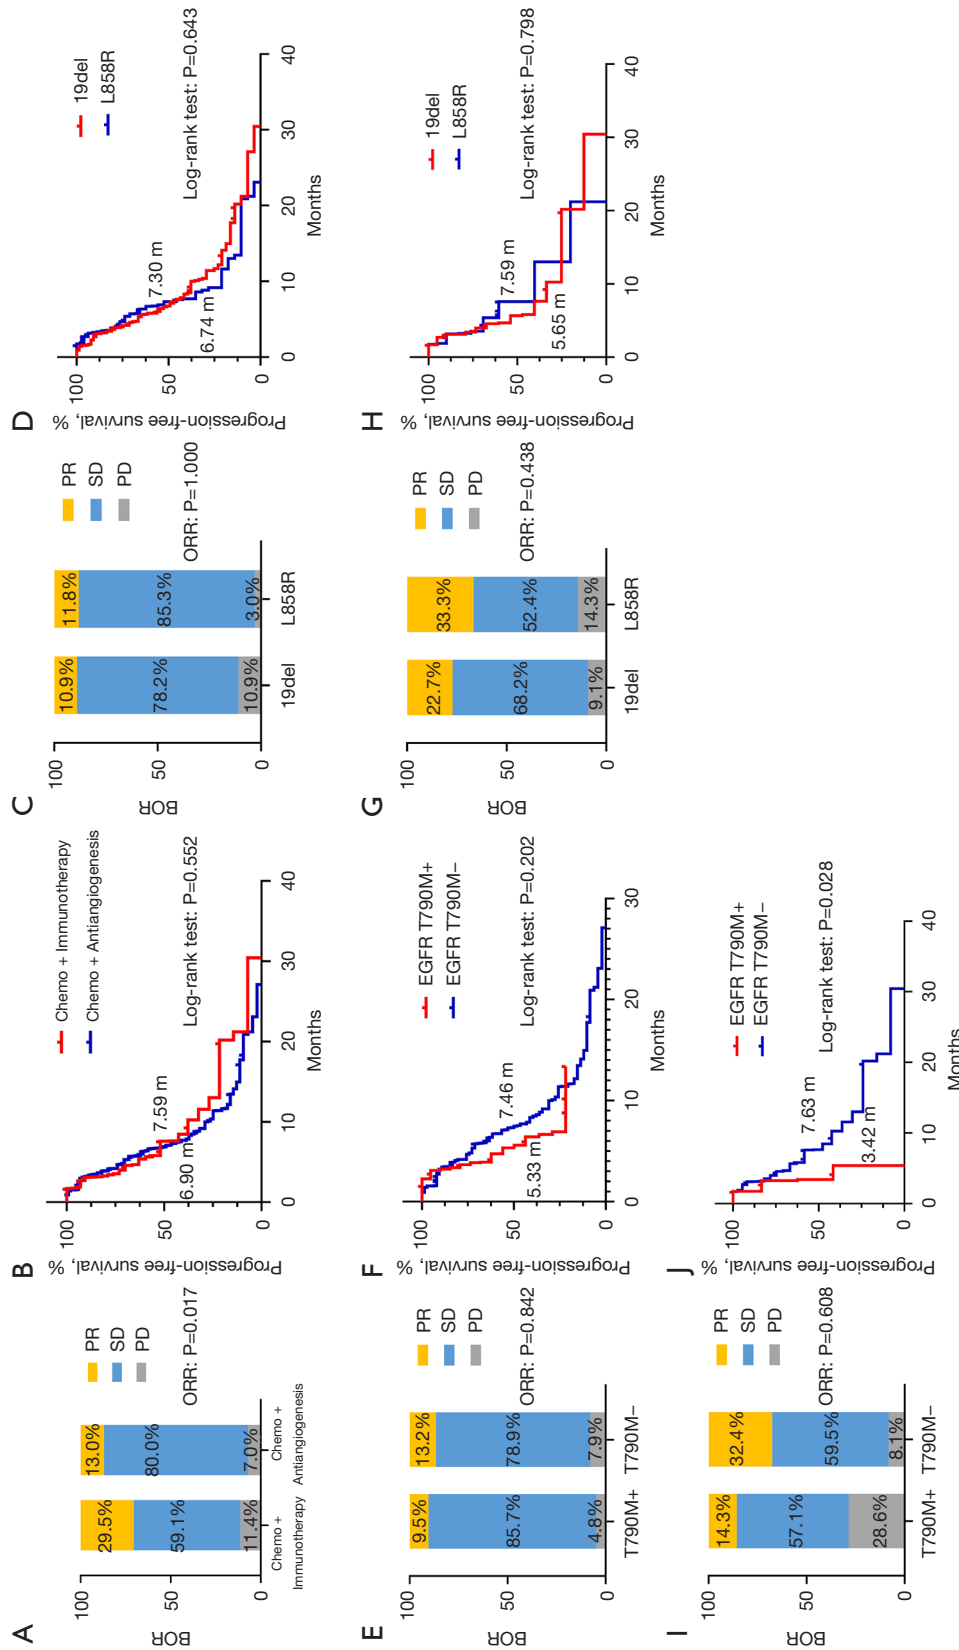 A
BOR
100
50
0
29.5%
59.1%
11.4%
13.0%
80.0%
7.0%
Chemo +
Immunotherapy
Chemo +
Antiangiogenesis
PR
SD
PD
ORR: P=0.017
B
Progression-free survival, %
100
50
0
0
10
20
30
40
Months
Chemo + Immunotherapy
Chemo + Antiangiogenesis
7.59 m
6.90 m
Log-rank test: P=0.552
C
BOR
100
50
0
10.9%
78.2%
10.9%
11.8%
85.3%
3.0%
19del
L858R
PR
SD
PD
ORR: P=1.000
D
Progression-free survival, %
100
50
0
0
10
20
30
40
Months
19del
L858R
7.30 m
6.74 m
Log-rank test: P=0.643
E
BOR
100
50
0
9.5%
85.7%
4.8%
13.2%
78.9%
7.9%
T790M+
T790M−
PR
SD
PD
ORR: P=0.842
F
Progression-free survival, %
100
50
0
0
10
20
30
Months
EGFR T790M+
EGFR T790M−
7.46 m
5.33 m
Log-rank test: P=0.202
G
BOR
100
50
0
22.7%
68.2%
9.1%
33.3%
52.4%
14.3%
19del
L858R
PR
SD
PD
ORR: P=0.438
H
Progression-free survival, %
100
50
0
0
10
20
30
40
Months
19del
L858R
7.59 m
5.65 m
Log-rank test: P=0.798
I
BOR
100
50
0
14.3%
57.1%
28.6%
32.4%
59.5%
8.1%
T790M+
T790M−
PR
SD
PD
ORR: P=0.608
J
Progression-free survival, %
100
50
0
0
10
20
30
40
Months
EGFR T790M+
EGFR T790M−
7.63 m
3.42 m
Log-rank test: P=0.028